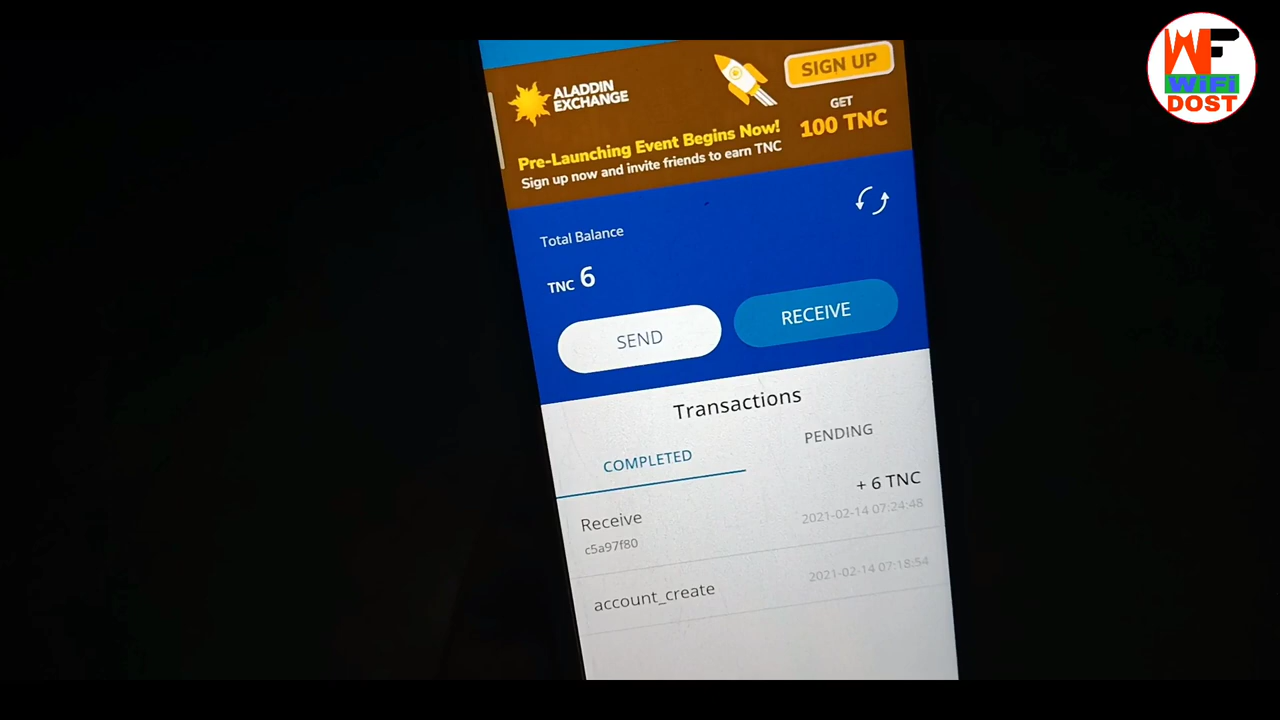 WF
WiFi
DOST
ALADDIN
EXCHANGE
SIGN UP
GET
100 TNC
Pre-Launching Event Begins Now!
Sign up now and invite friends to earn TNC
Total Balance
TNC 6
SEND
RECEIVE
Transactions
COMPLETED
PENDING
Receive
+ 6 TNC
c5a97f80
2021-02-14 07:24:48
account_create
2021-02-14 07:18:54